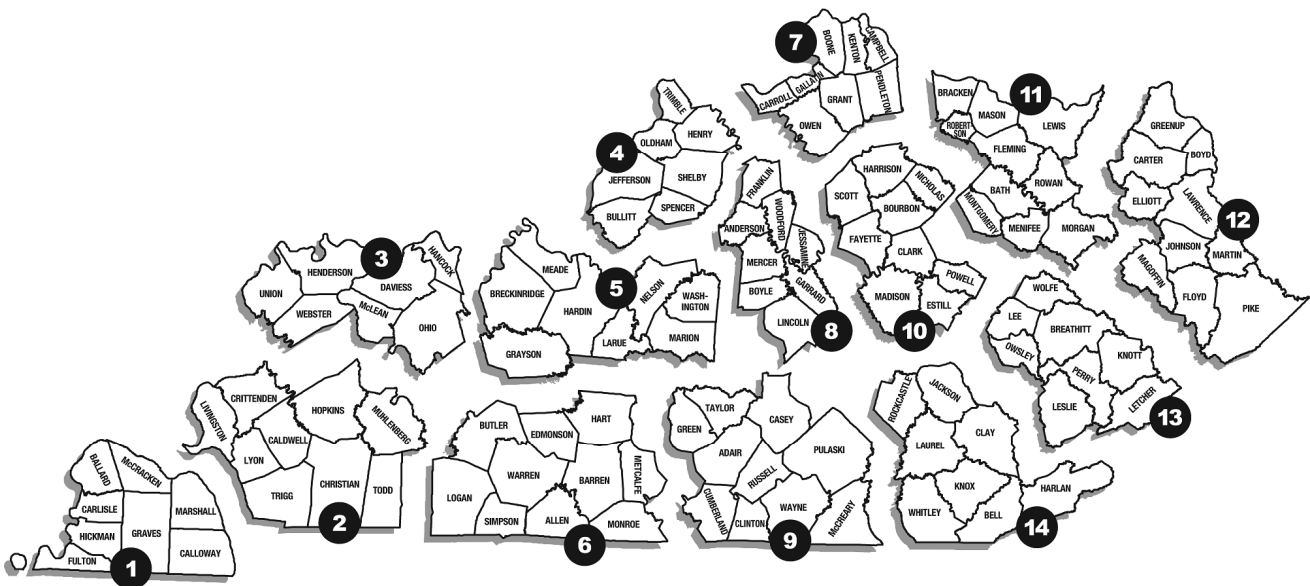 7
BOONE
KENTON
CAMPBELL
CARROLL
GALLATIN
GRANT
PENDLETON
OWEN
11
BRACKEN
MASON
ROBERT-
SON
LEWIS
FLEMING
BATH
ROWAN
MONTGOMERY
MENIFEE
MORGAN
4
TRIMBLE
OLDHAM
HENRY
JEFFERSON
SHELBY
BULLITT
SPENCER
FRANKLIN
WOODFORD
ANDERSON
JESSAMINE
MERCER
GARRARD
BOYLE
LINCOLN
8
HARRISON
NICHOLAS
SCOTT
BOURBON
FAYETTE
CLARK
MADISON
POWELL
ESTILL
10
GREENUP
CARTER
BOYD
ELLIOTT
LAWRENCE
12
JOHNSON
MARTIN
MAGOFFIN
FLOYD
PIKE
3
HENDERSON
HANCOCK
UNION
DAVIESS
WEBSTER
McLEAN
OHIO
5
MEADE
BRECKINRIDGE
HARDIN
NELSON
WASH-
INGTON
LARUE
MARION
GRAYSON
WOLFE
LEE
BREATHITT
OWSLEY
KNOTT
PERRY
LESLIE
LETCHER
13
LIVINGSTON
CRITTENDEN
HOPKINS
MUHLENBERG
CALDWELL
LYON
CHRISTIAN
TRIGG
TODD
2
HART
BUTLER
EDMONSON
WARREN
BARREN
METCALFE
LOGAN
SIMPSON
ALLEN
MONROE
6
TAYLOR
CASEY
GREEN
ADAIR
PULASKI
RUSSELL
CUMBERLAND
CLINTON
WAYNE
McCREARY
9
ROCKCASTLE
JACKSON
LAUREL
CLAY
KNOX
HARLAN
WHITLEY
BELL
14
BALLARD
McCRACKEN
CARLISLE
MARSHALL
HICKMAN
GRAVES
CALLOWAY
FULTON
1